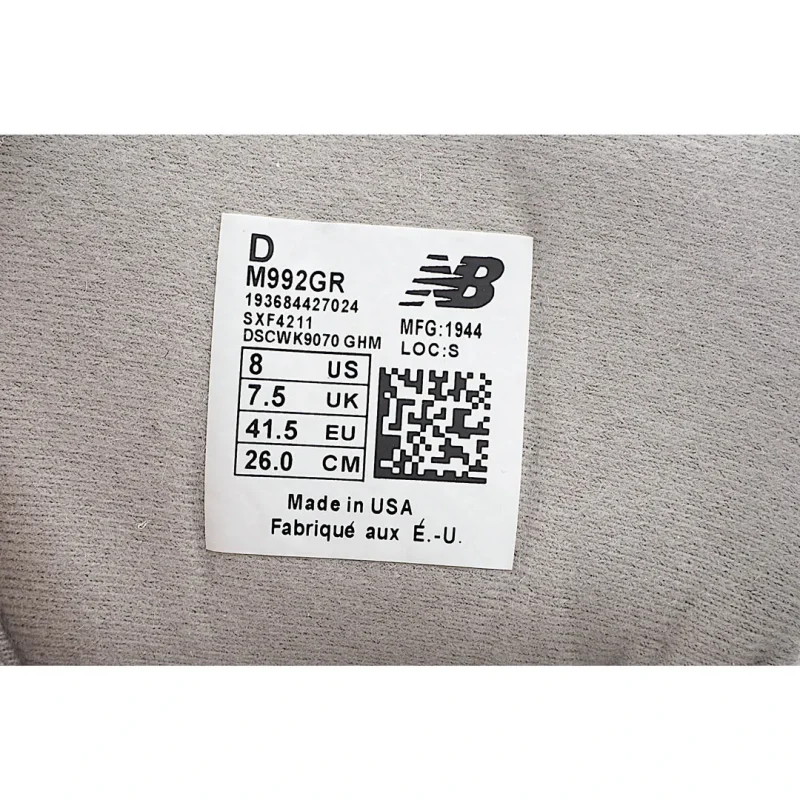 D
M992GR
193684427024
SXF4211
DSCWK9070 GHM
NB
MFG:1944
LOC:S
8 US
7.5 UK
41.5 EU
26.0 CM
Made in USA
Fabriqué aux É.-U.